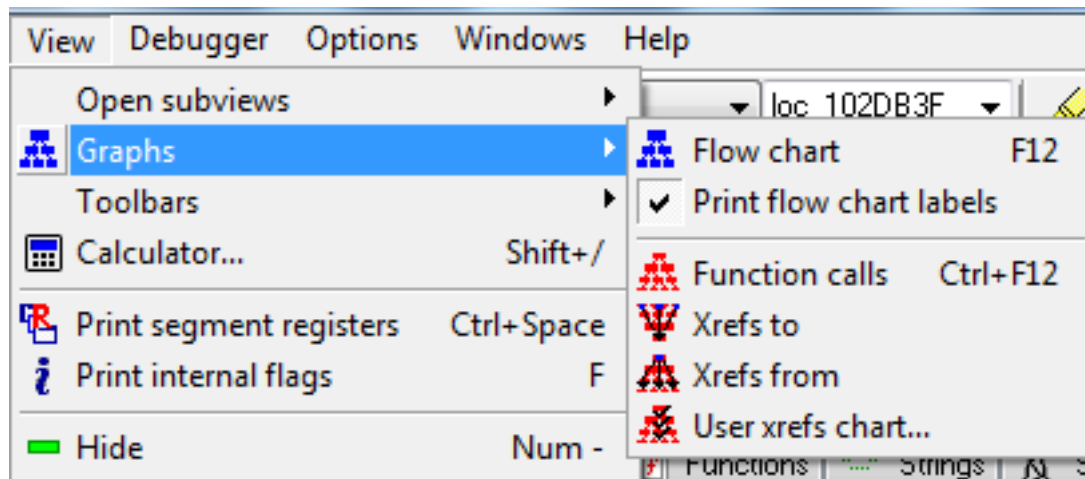 View Debugger Options Windows Help
Open subviews
loc_102DB3F
Graphs
Flow chart F12
Toolbars
Print flow chart labels
Calculator... Shift+/
Function calls Ctrl+F12
Print segment registers Ctrl+Space
Xrefs to
Print internal flags F
Xrefs from
User xrefs chart...
Hide Num -
Functions Strings